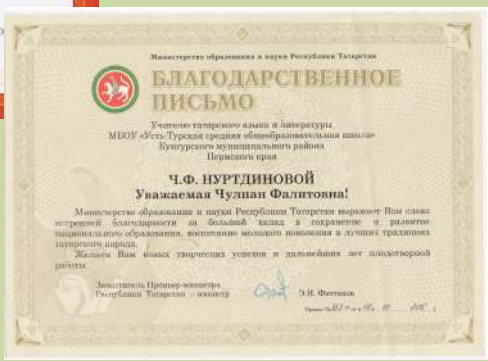 Министерство образования и науки Республики Татарстан
БЛАГОДАРСТВЕННОЕ
ПИСЬМО
Учителю татарского языка и литературы
МБОУ «Усть-Турская средняя общеобразовательная школа»
Кунгурского муниципального района
Пермского края
Ч.Ф. НУРТДИНОВОЙ
Уважаемая Чулпан Фалитовна!
Министерство образования и науки Республики Татарстан выражает Вам слова
искренней благодарности за большой вклад в сохранение и развитие
национального образования, воспитание молодого поколения в лучших традициях
татарского народа.
Желаем Вам новых творческих успехов и дальнейших лет плодотворной
работы
Заместитель Премьер-министра
Республики Татарстан – министр
Э.Н. Фаттахов
Приказ №